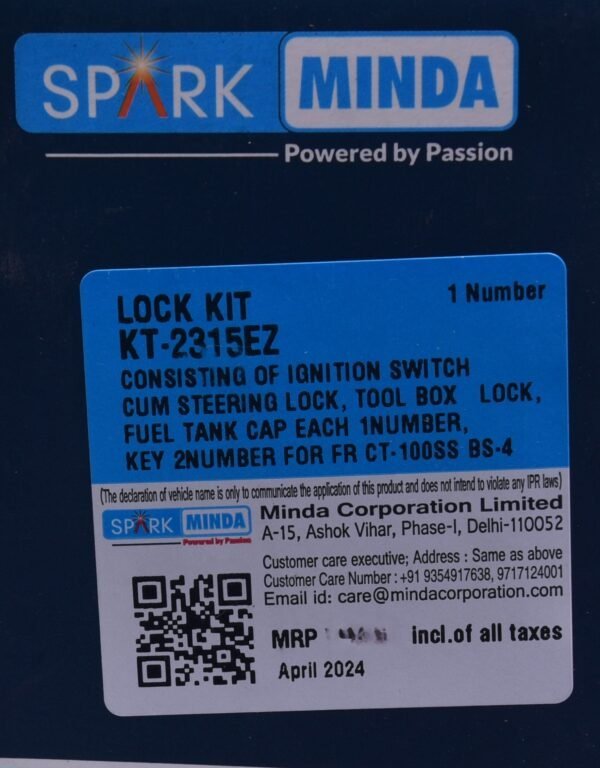 SPARK MINDA
Powered by Passion
LOCK KIT
1 Number
KT-2315EZ
CONSISTING OF IGNITION SWITCH
CUM STEERING LOCK, TOOL BOX LOCK,
FUEL TANK CAP EACH 1NUMBER,
KEY 2NUMBER FOR FR CT-100SS BS-4
(The declaration of vehicle name is only to communicate the application of this product and does not intend to violate any IPR laws)
SPARK MINDA
Powered by Passion
Minda Corporation Limited
A-15, Ashok Vihar, Phase-I, Delhi-110052
Customer care executive; Address : Same as above
Customer Care Number : +91 9354917638, 9717124001
Email id: care@mindacorporation.com
MRP incl.of all taxes
April 2024